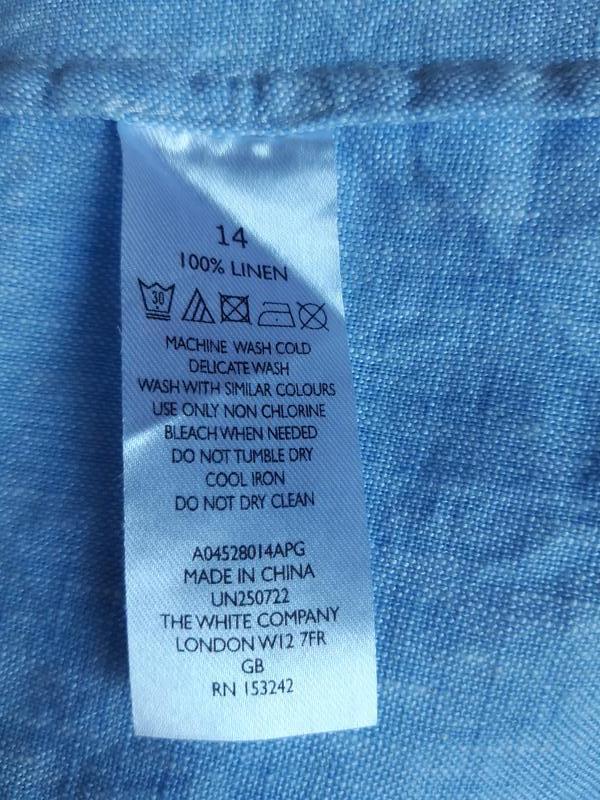 14
100% LINEN
30
MACHINE WASH COLD
DELICATE WASH
WASH WITH SIMILAR COLOURS
USE ONLY NON CHLORINE
BLEACH WHEN NEEDED
DO NOT TUMBLE DRY
COOL IRON
DO NOT DRY CLEAN
A04528014APG
MADE IN CHINA
UN250722
THE WHITE COMPANY
LONDON W12 7FR
GB
RN 153242